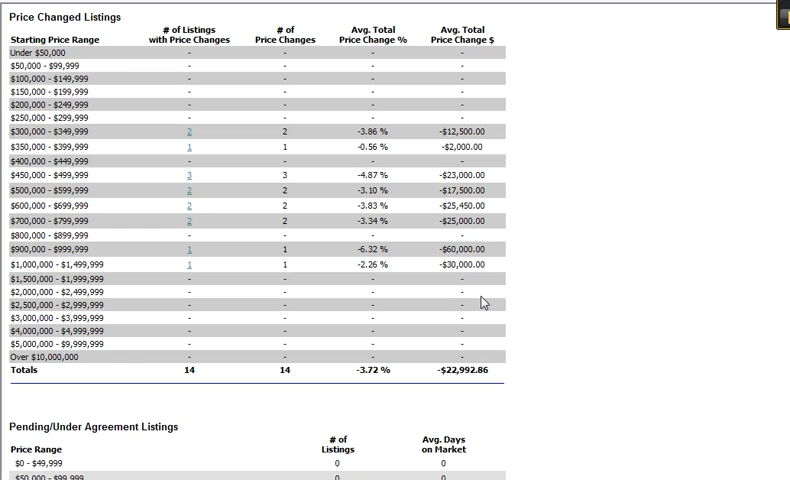 Price Changed Listings
Starting Price Range # of Listings with Price Changes # of Price Changes Avg. Total Price Change % Avg. Total Price Change $
Under $50,000 - - - -
$50,000 - $99,999 - - - -
$100,000 - $149,999 - - - -
$150,000 - $199,999 - - - -
$200,000 - $249,999 - - - -
$250,000 - $299,999 - - - -
$300,000 - $349,999 2 2 -3.86 % -$12,500.00
$350,000 - $399,999 1 1 -0.56 % -$2,000.00
$400,000 - $449,999 - - - -
$450,000 - $499,999 3 3 -4.87 % -$23,000.00
$500,000 - $599,999 2 2 -3.10 % -$17,500.00
$600,000 - $699,999 2 2 -3.83 % -$25,450.00
$700,000 - $799,999 2 2 -3.34 % -$25,000.00
$800,000 - $899,999 - - - -
$900,000 - $999,999 1 1 -6.32 % -$60,000.00
$1,000,000 - $1,499,999 1 1 -2.26 % -$30,000.00
$1,500,000 - $1,999,999 - - - -
$2,000,000 - $2,499,999 - - - -
$2,500,000 - $2,999,999 - - - -
$3,000,000 - $3,999,999 - - - -
$4,000,000 - $4,999,999 - - - -
$5,000,000 - $9,999,999 - - - -
Over $10,000,000 - - - -
Totals 14 14 -3.72 % -$22,992.86
Pending/Under Agreement Listings
Price Range # of Listings Avg. Days on Market
$0 - $49,999 0 0
$50,000 - $99,999 0 0